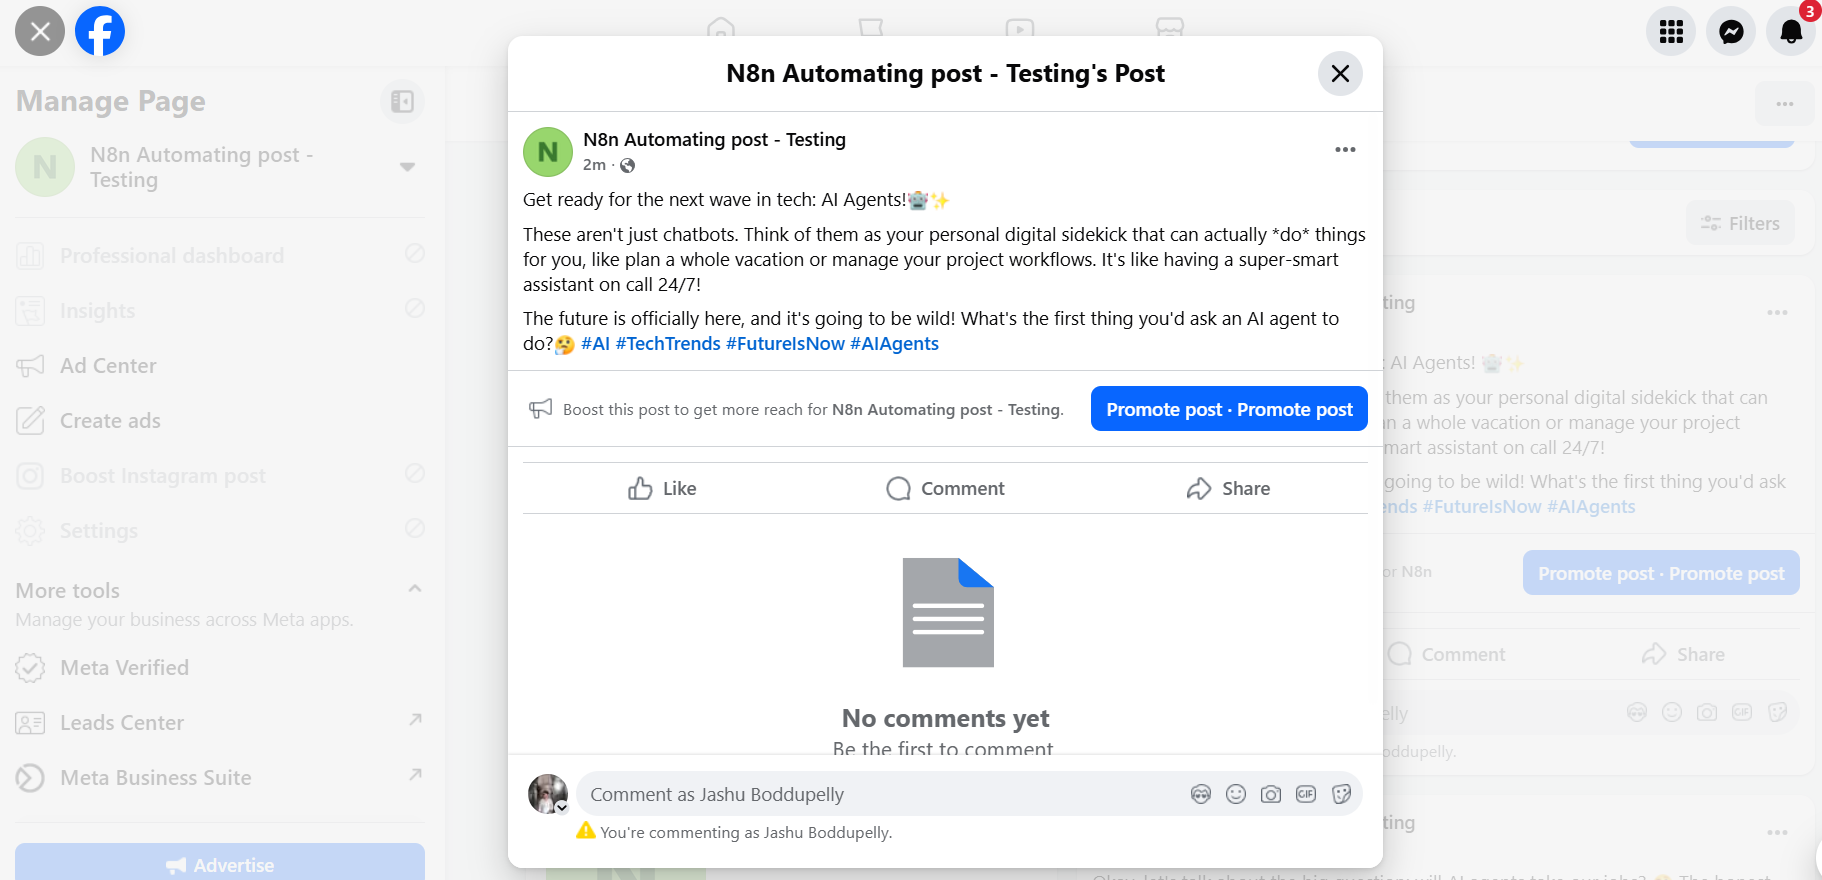 3
Manage Page
N8n Automating post -
Testing
Professional dashboard
Insights
Ad Center
Create ads
Boost Instagram post
Settings
More tools
Manage your business across Meta apps.
Meta Verified
Leads Center
Meta Business Suite
Advertise
N8n Automating post - Testing's Post
N
N8n Automating post - Testing
2m ·
Get ready for the next wave in tech: AI Agents!🤖✨
These aren't just chatbots. Think of them as your personal digital sidekick that can actually *do* things
for you, like plan a whole vacation or manage your project workflows. It's like having a super-smart
assistant on call 24/7!
The future is officially here, and it's going to be wild! What's the first thing you'd ask an AI agent to
do?🤔 #AI #TechTrends #FutureIsNow #AIAgents
Boost this post to get more reach for N8n Automating post - Testing.
Promote post · Promote post
Like
Comment
Share
No comments yet
Be the first to comment
Comment as Jashu Boddupelly
GIF
You're commenting as Jashu Boddupelly.
Filters
: AI Agents! 🤖✨
them as your personal digital sidekick that can
a whole vacation or manage your project
assistant on call 24/7!
going to be wild! What's the first thing you'd ask
#FutureIsNow #AIAgents
N8n
Promote post · Promote post
Comment
Share
GIF